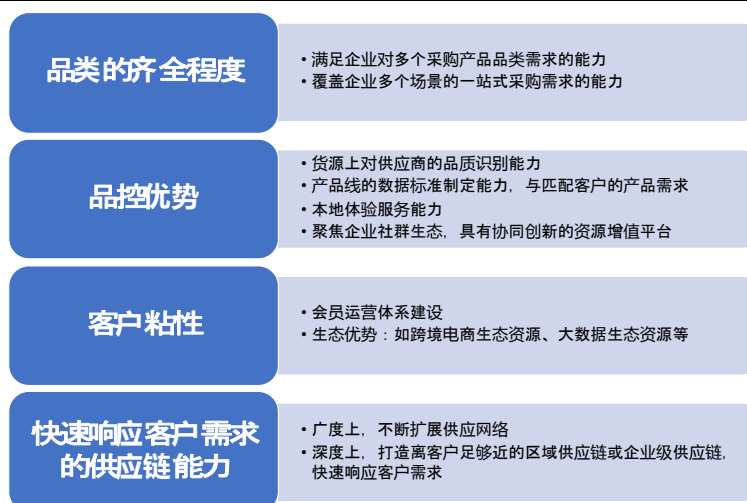 品类的齐全程度
• 满足企业对多个采购产品品类需求的能力
• 覆盖企业多个场景的一站式采购需求的能力
品控优势
• 货源上对供应商的品质识别能力
• 产品线的数据标准制定能力，与匹配客户的产品需求
• 本地体验服务能力
• 聚焦企业社群生态，具有协同创新的资源增值平台
客户粘性
• 会员运营体系建设
• 生态优势：如跨境电商生态资源、大数据生态资源等
快速响应客户需求
的供应链能力
• 广度上，不断扩展供应网络
• 深度上，打造离客户足够近的区域供应链或企业级供应链，
快速响应客户需求